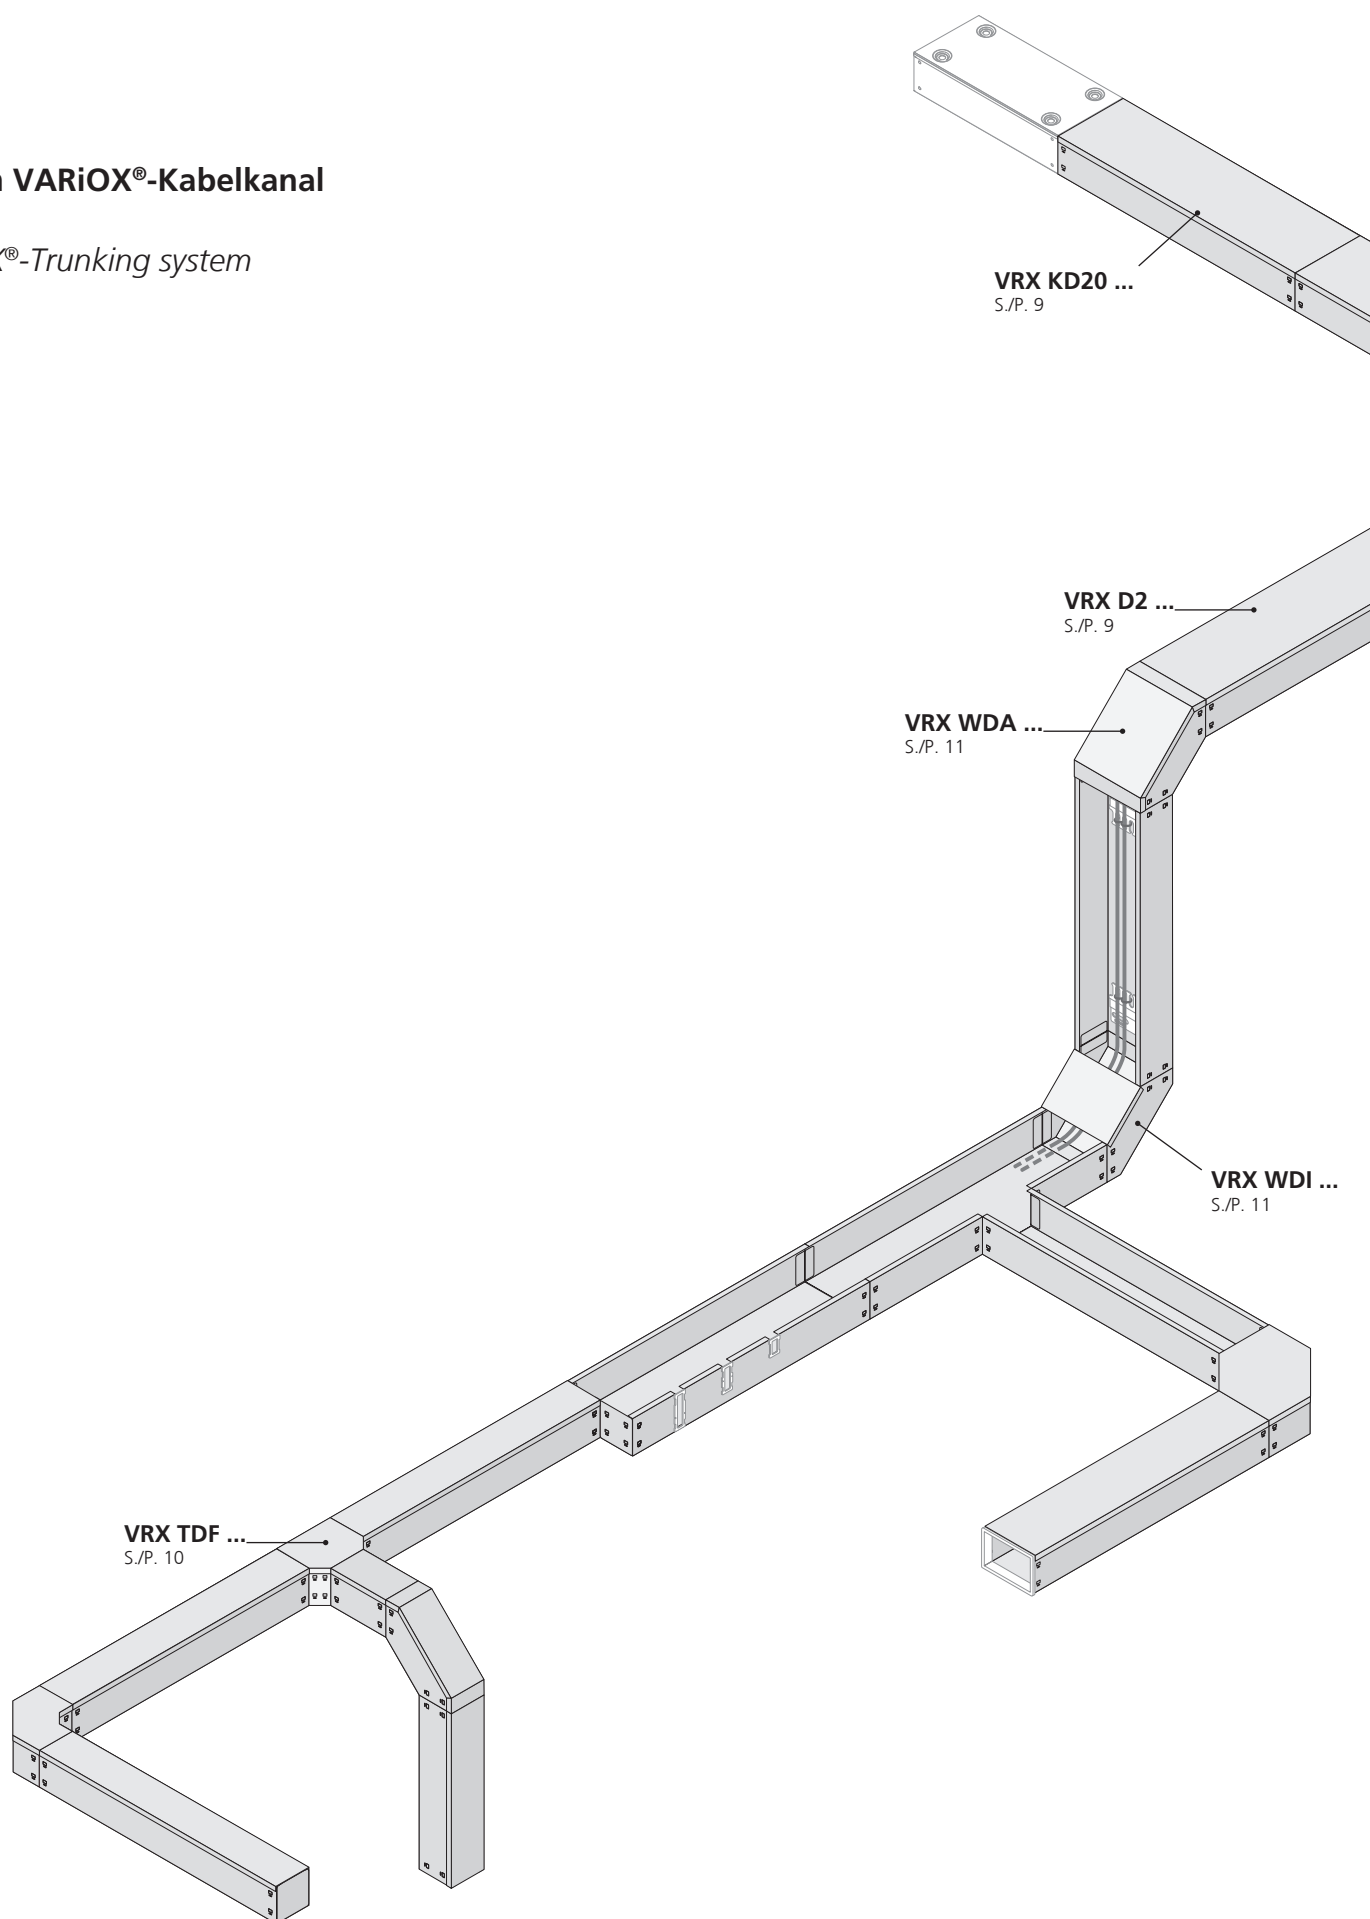 VARiOX®-Kabelkanal
®-Trunking system
VRX KD20 ...
S./P. 9
VRX D2 ...
S./P. 9
VRX WDA ...
S./P. 11
VRX WDI ...
S./P. 11
VRX TDF ...
S./P. 10